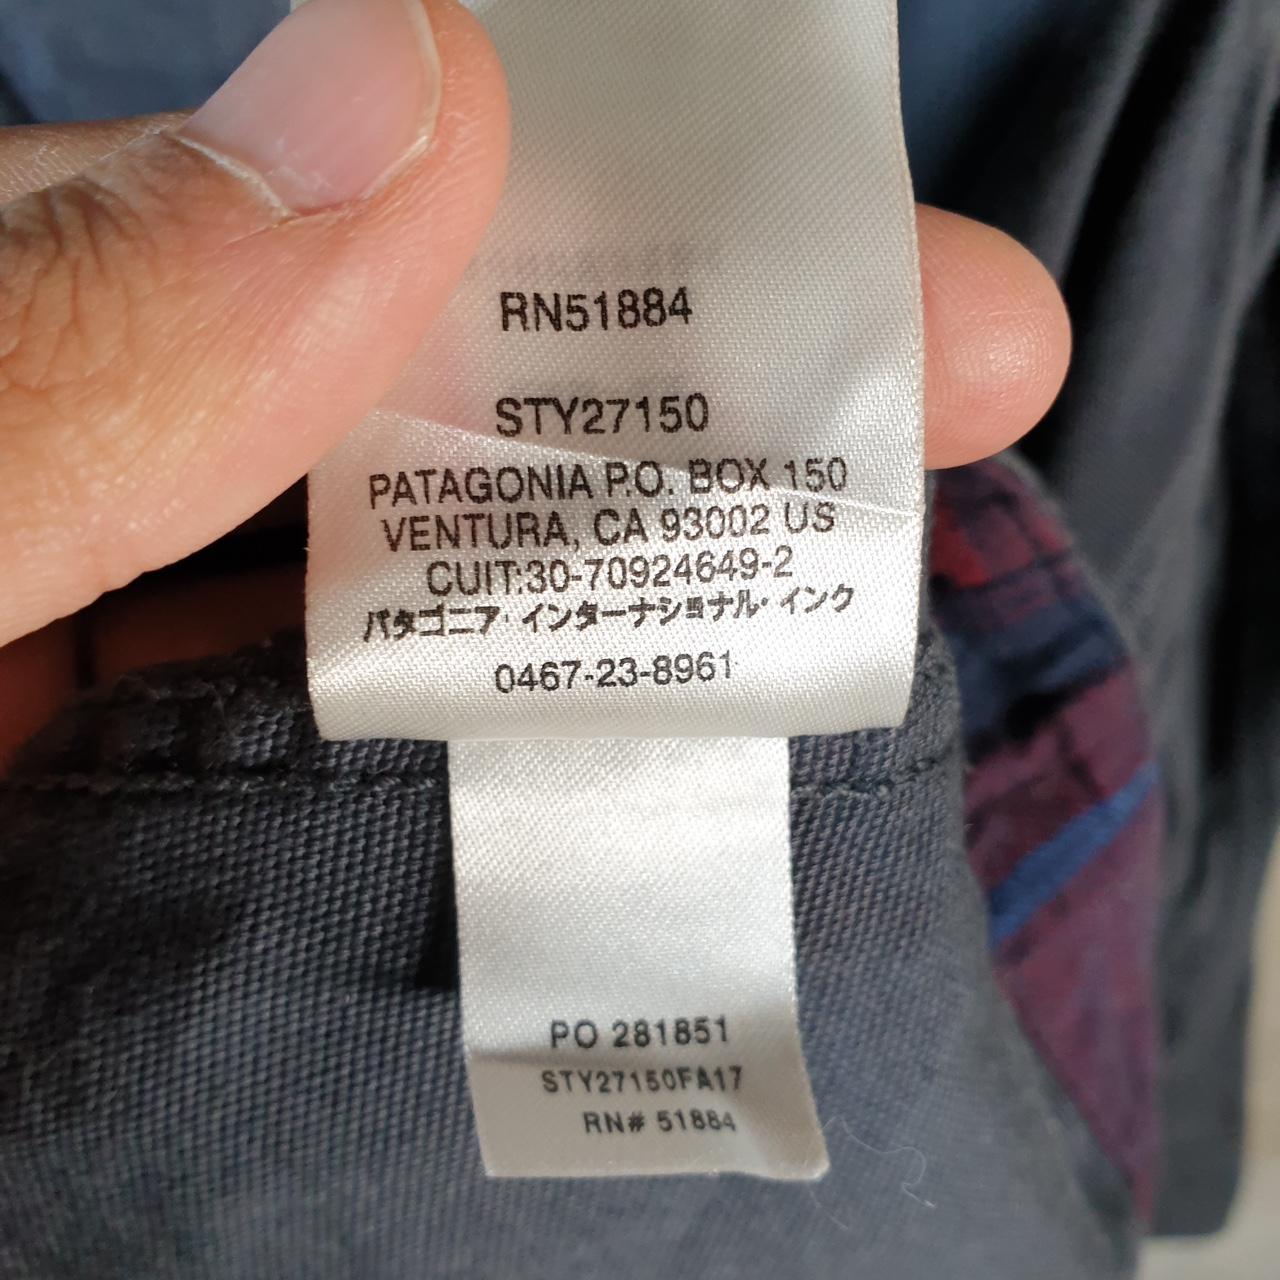 RN51884
STY27150
PATAGONIA P.O. BOX 150
VENTURA, CA 93002 US
CUIT:30-70924649-2
パタゴニア・インターナショナル・インク
0467-23-8961
PO 281851
STY27150FA17
RN# 51884